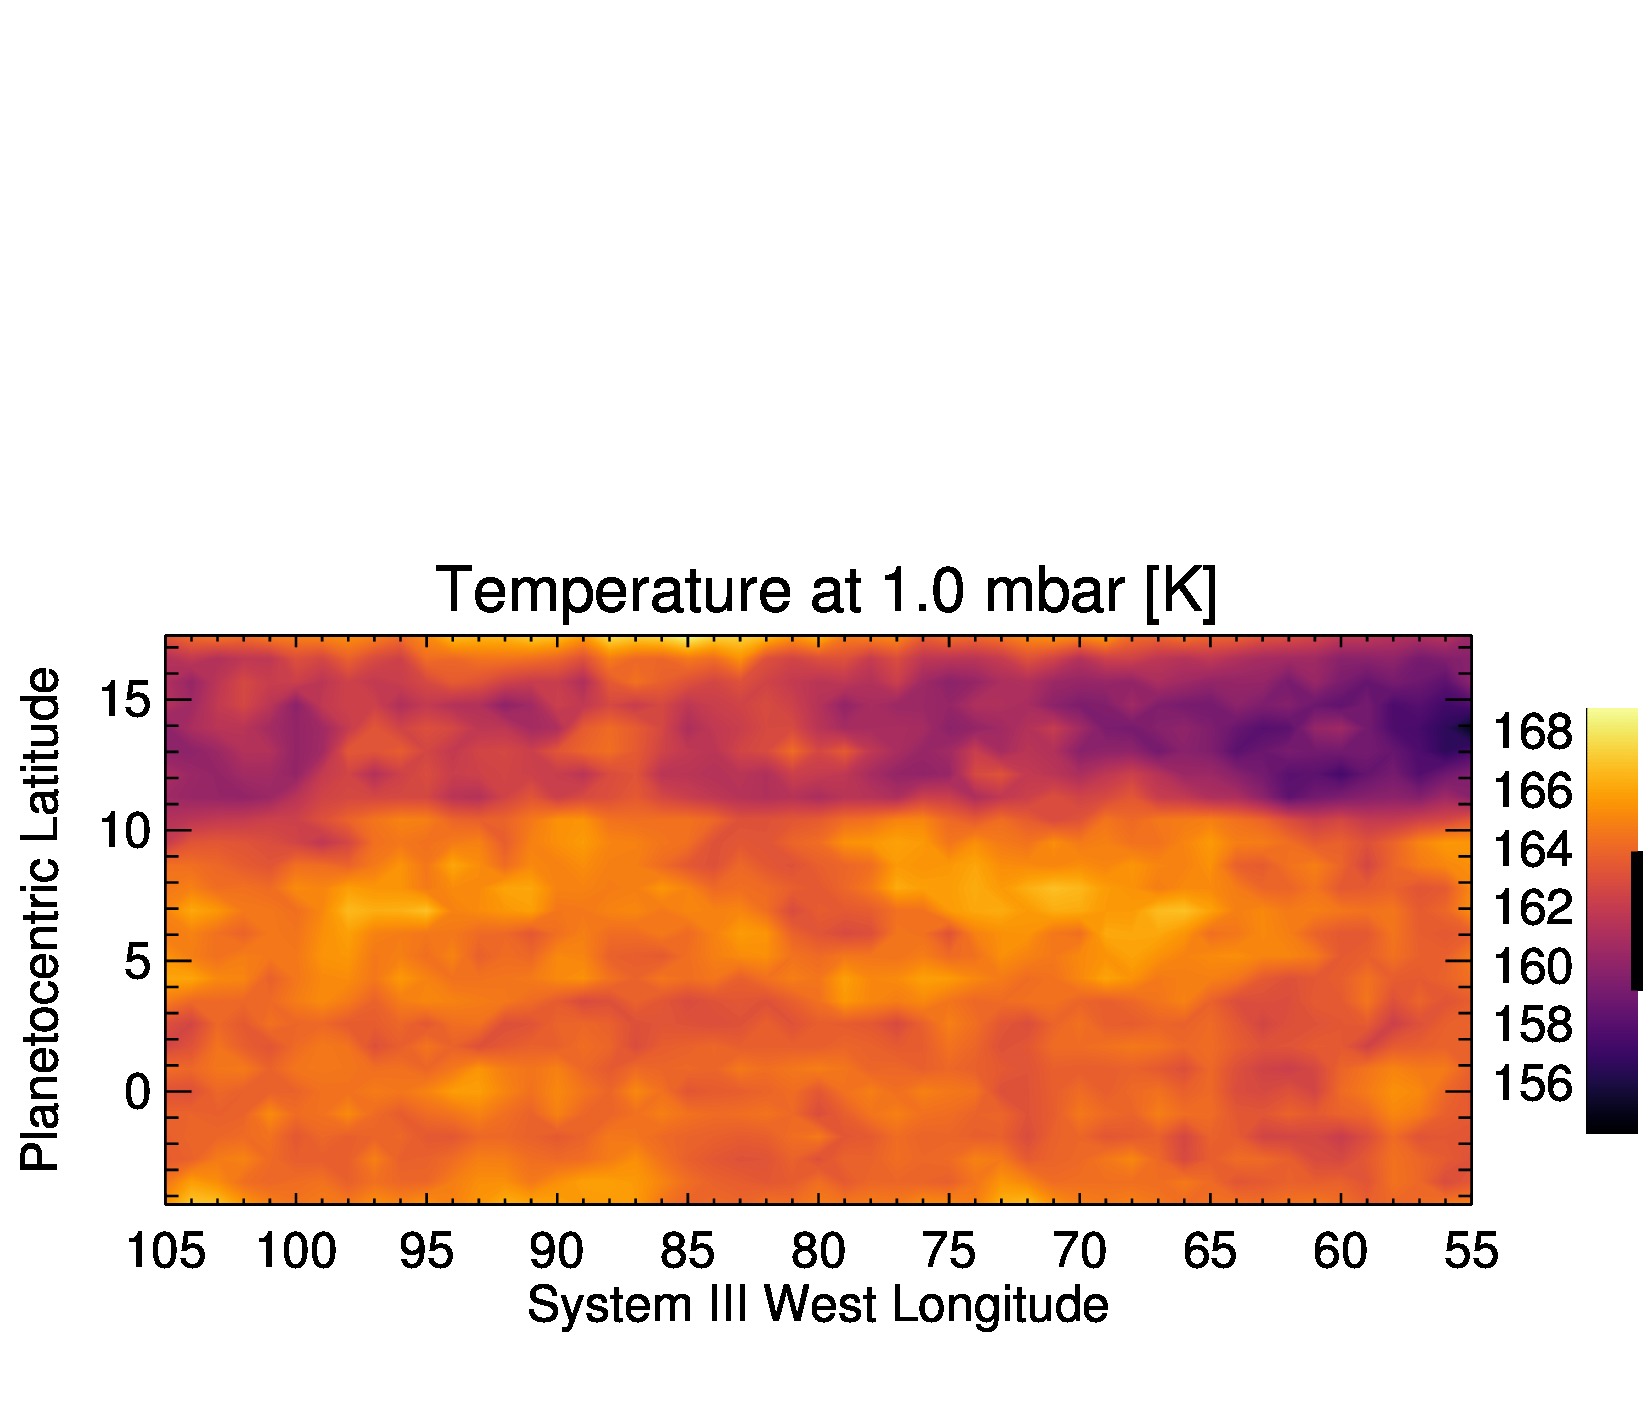 Temperature at 1.0 mbar [K]
Planetocentric Latitude
15
10
5
0
105 100 95 90 85 80 75 70 65 60 55
System III West Longitude
168
166
164
162
160
158
156